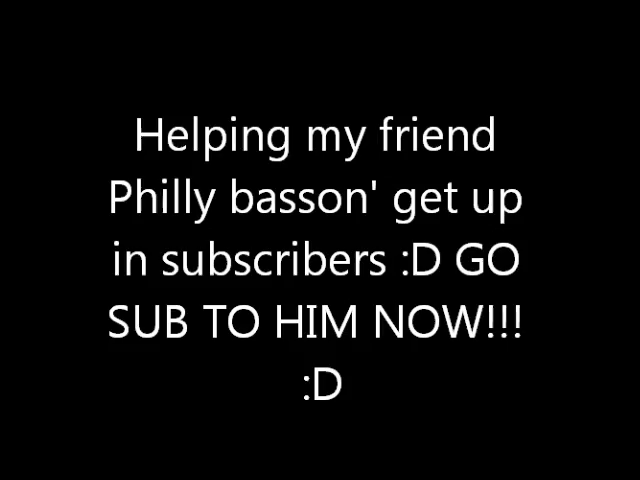 Helping my friend
Philly basson' get up
in subscribers :D GO
SUB TO HIM NOW!!!
:D